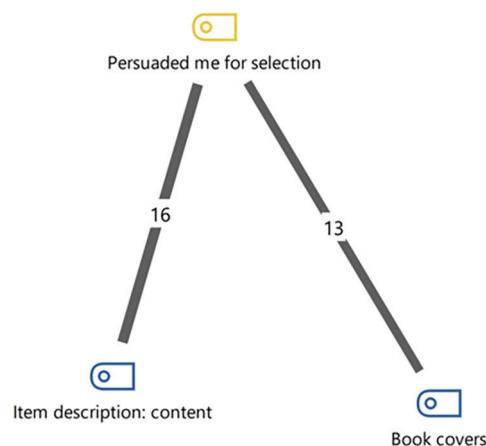 Persuaded me for selection
16
13
Item description: content
Book covers